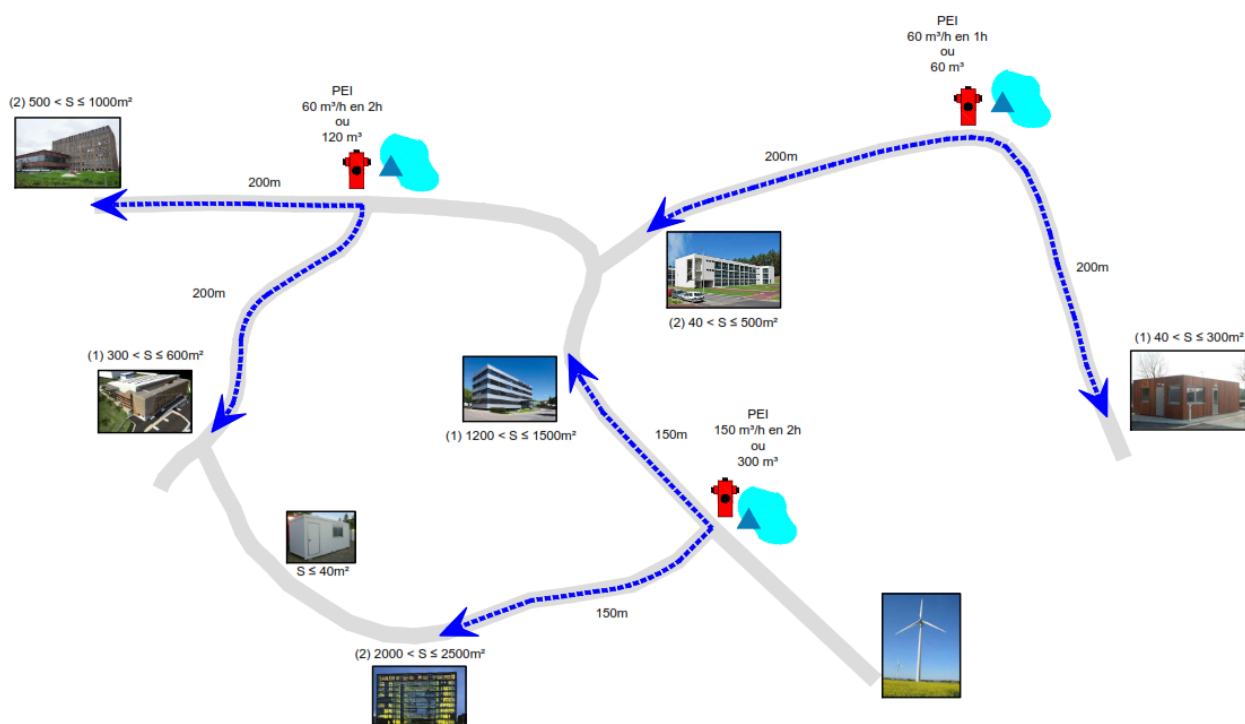 PEI
60 m³/h en 1h
ou
60 m³
(2) 500 < S ≤ 1000m²
PEI
60 m³/h en 2h
ou
120 m³
200m
200m
200m
200m
(2) 40 < S ≤ 500m²
(1) 300 < S ≤ 600m²
(1) 40 < S ≤ 300m²
(1) 1200 < S ≤ 1500m²
PEI
150 m³/h en 2h
ou
300 m³
150m
S ≤ 40m²
150m
(2) 2000 < S ≤ 2500m²